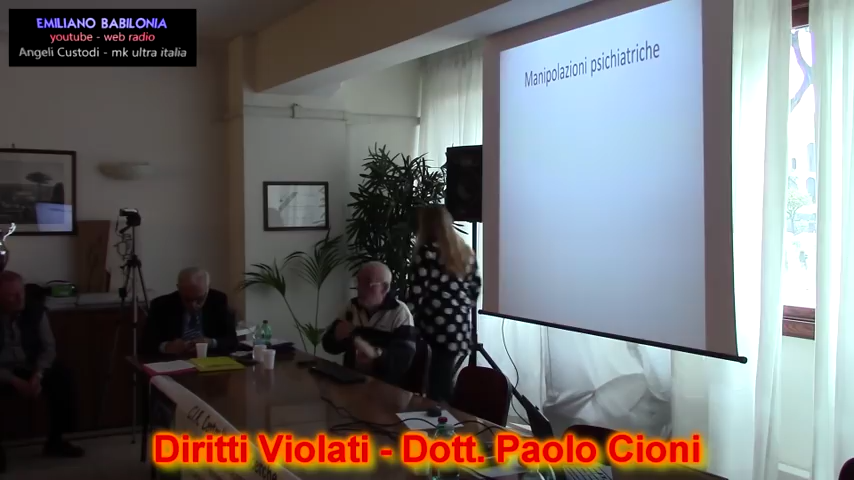 EMILIANO BABILONIA
youtube - web radio
Angeli Custodi - mk ultra italia
Manipolazioni psichiatriche
Diritti Violati - Dott. Paolo Cioni